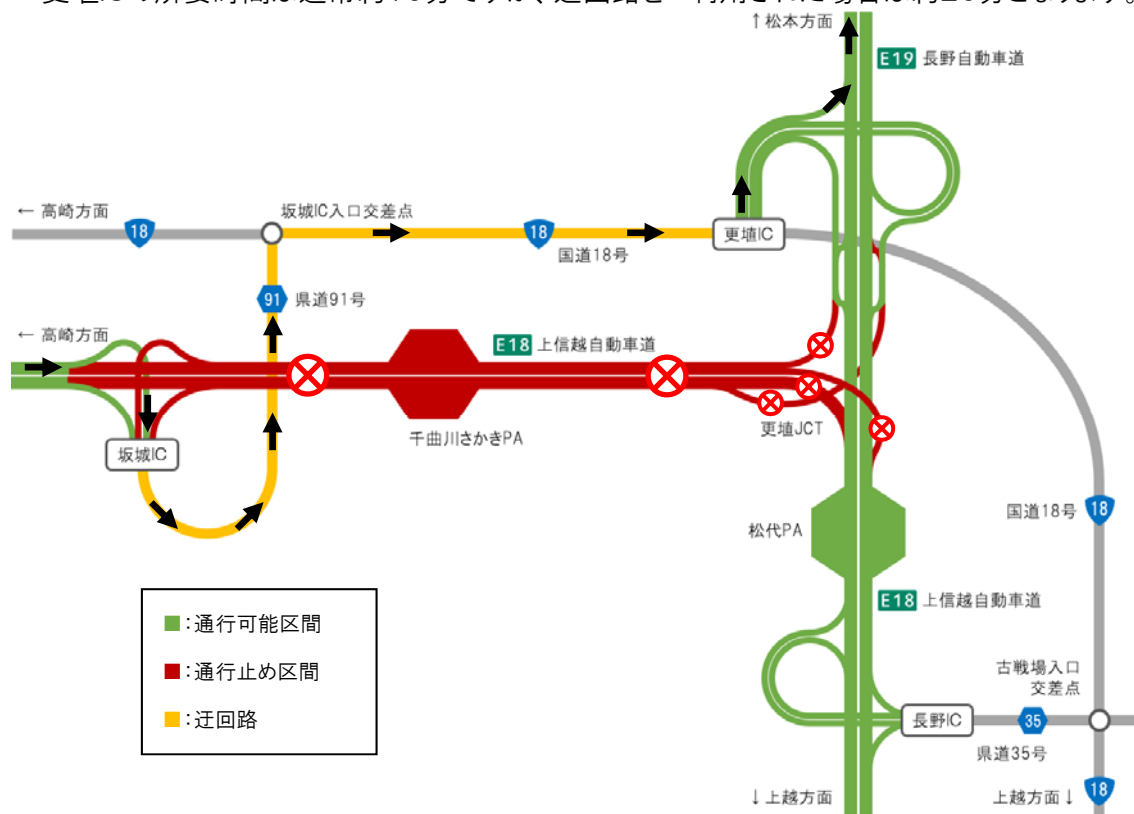 ↑松本方面
E19 長野自動車道
← 高崎方面
坂城IC入口交差点
18
18
更埴IC
国道18号
91 県道91号
← 高崎方面
E18 上信越自動車道
千曲川さかきPA
更埴JCT
坂城IC
国道18号 18
松代PA
■:通行可能区間
■:通行止め区間
■:迂回路
E18 上信越自動車道
古戦場入口
交差点
長野IC
35
県道35号
↓上越方面
上越方面↓
18